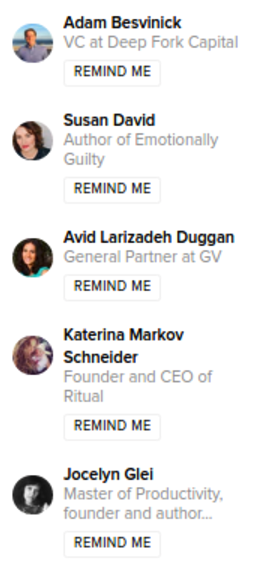 Adam Besvinick
VC at Deep Fork Capital
REMIND ME
Susan David
Author of Emotionally
Guilty
REMIND ME
Avid Larizadeh Duggan
General Partner at GV
REMIND ME
Katerina Markov
Schneider
Founder and CEO of
Ritual
REMIND ME
Jocelyn Glei
Master of Productivity,
founder and author...
REMIND ME